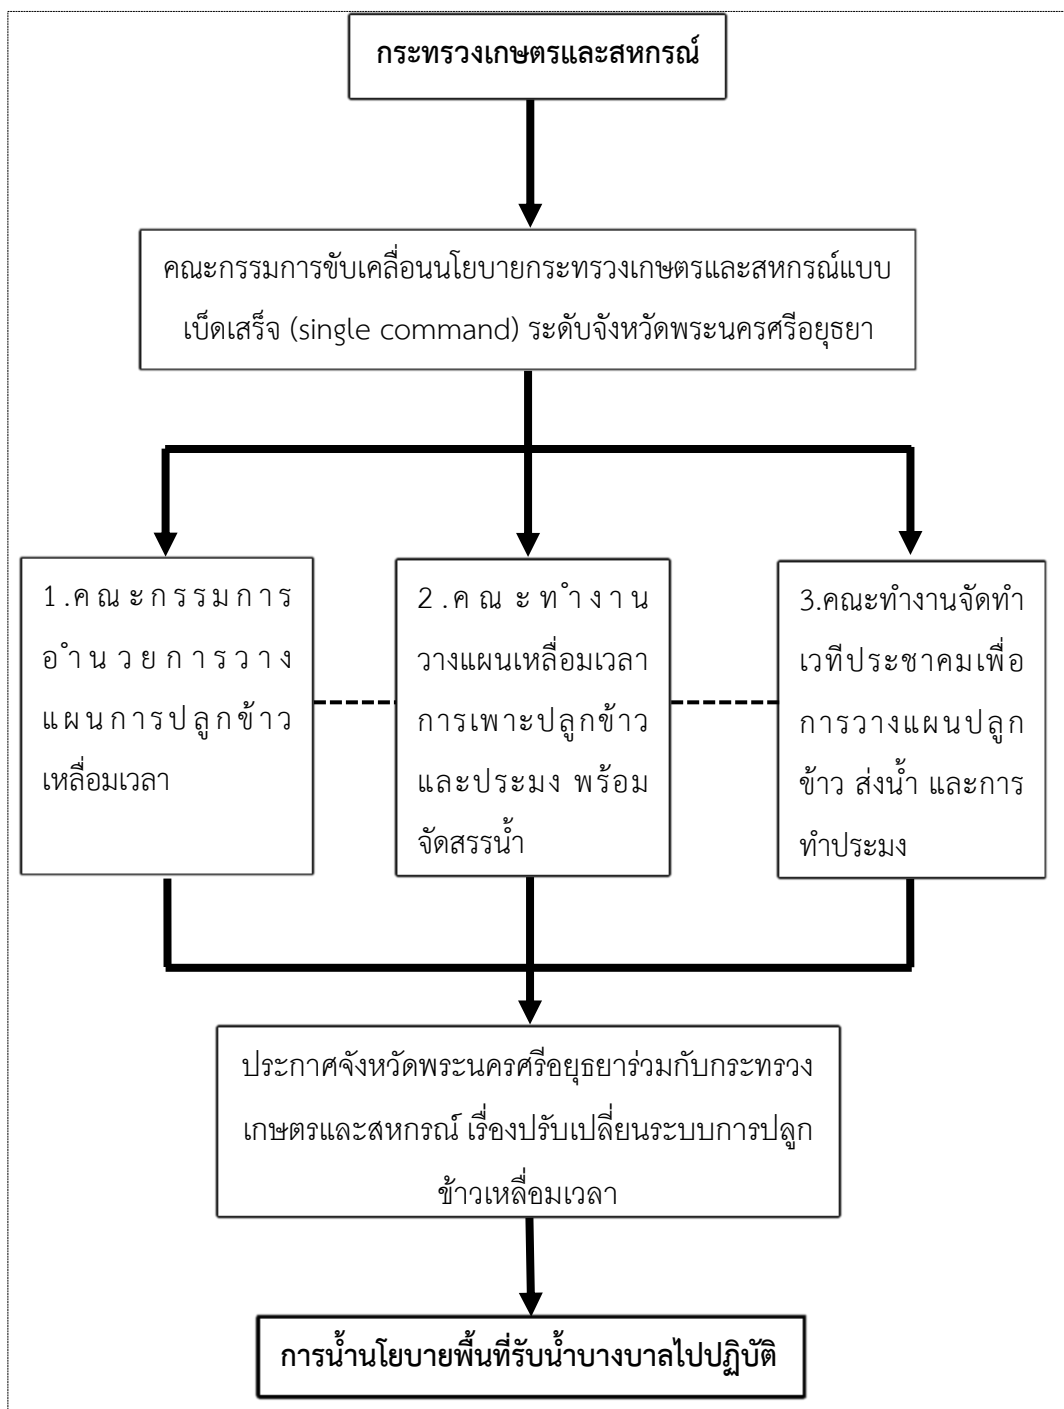 กระทรวงเกษตรและสหกรณ์
คณะกรรมการขับเคลื่อนนโยบายกระทรวงเกษตรและสหกรณ์แบบ
เบ็ดเสร็จ (single command) ระดับจังหวัดพระนครศรีอยุธยา
1.คณะกรรมการ
อำนวยการวาง
แผนการปลูกข้าว
เหลื่อมเวลา
2.คณะทำงาน
วางแผนเหลื่อมเวลา
การเพาะปลูกข้าว
และประมง พร้อม
จัดสรรน้ำ
3.คณะทำงานจัดทำ
เวทีประชาคมเพื่อ
การวางแผนปลูก
ข้าว ส่งน้ำ และการ
ทำประมง
ประกาศจังหวัดพระนครศรีอยุธยาร่วมกับกระทรวง
เกษตรและสหกรณ์ เรื่องปรับเปลี่ยนระบบการปลูก
ข้าวเหลื่อมเวลา
การน้ำนโยบายพื้นที่รับน้ำบางบาลไปปฏิบัติ